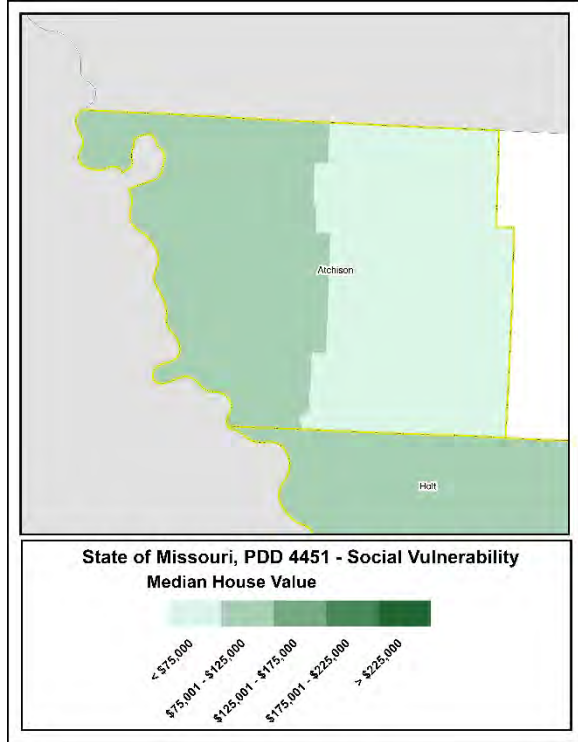 Atchison
Holt
State of Missouri, PDD 4451 - Social Vulnerability
Median House Value
< $75,000
$75,001 - $125,000
$125,001 - $175,000
$175,001 - $225,000
> $225,000